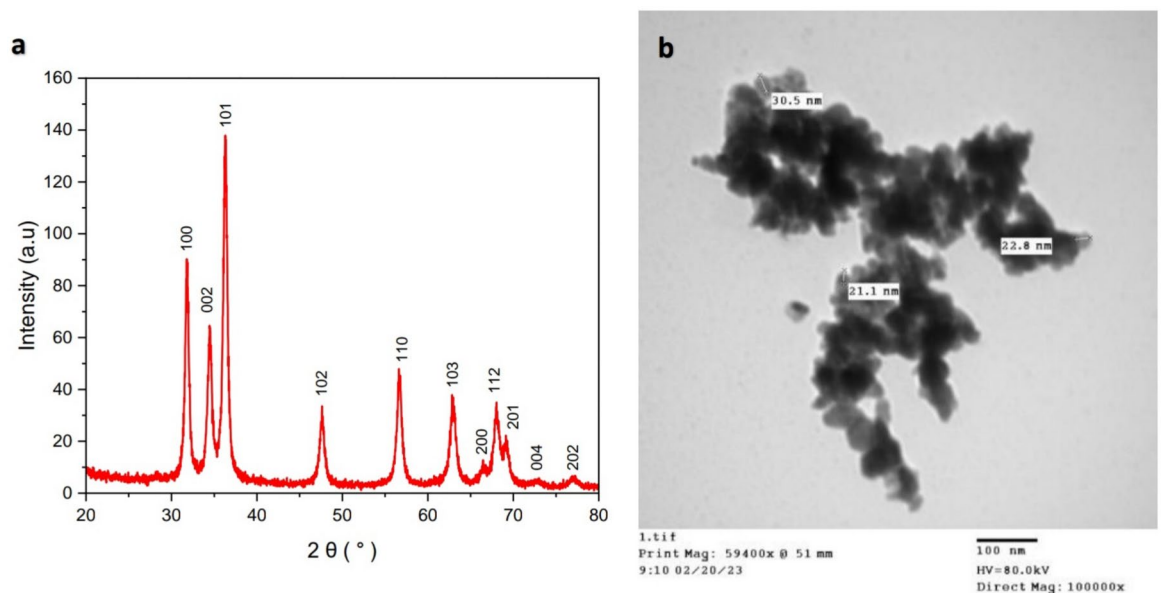 a
160
140
120
100
80
60
40
20
0
Intensity (a.u)
100
002
101
102
110
103
200
112
201
004
202
20
30
40
50
60
70
80
2 θ ( ° )
b
30.5 nm
22.8 nm
21.1 nm
1.tif
Print Mag: 59400x @ 51 mm
9:10 02/20/23
100 nm
HV=80.0kV
Direct Mag: 100000x